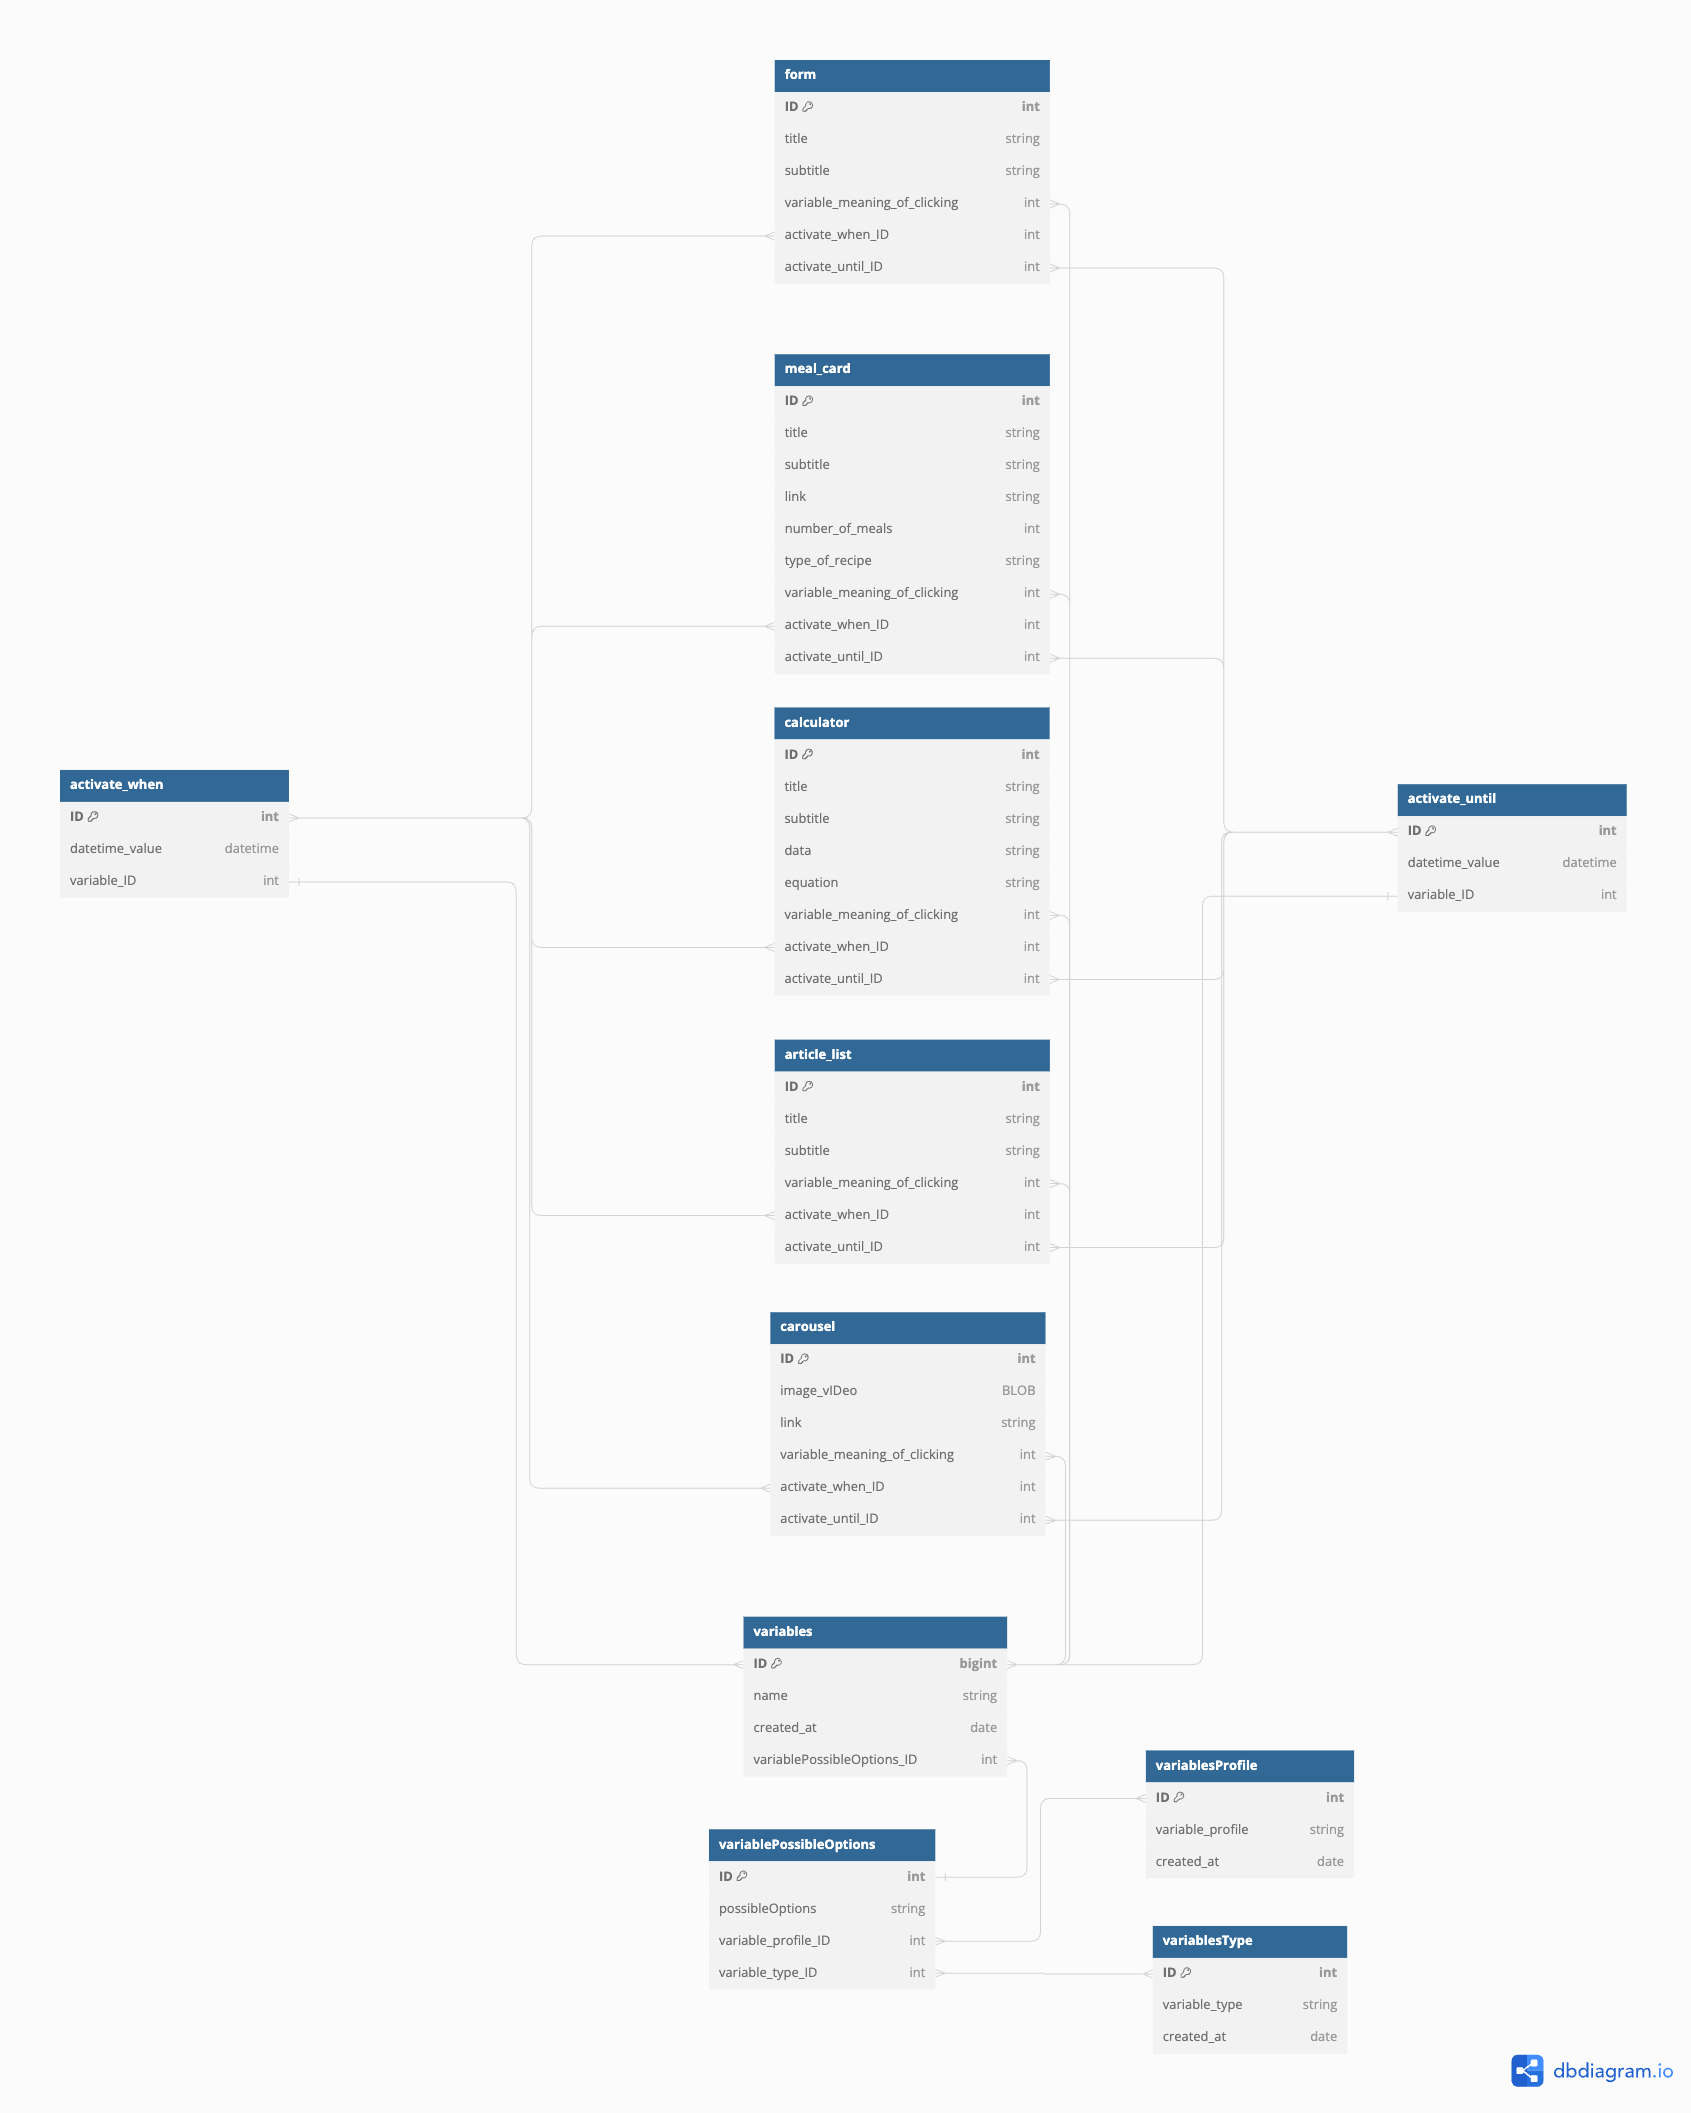 form
ID int
title string
subtitle string
variable_meaning_of_clicking int
activate_when_ID int
activate_until_ID int
meal_card
ID int
title string
subtitle string
link string
number_of_meals int
type_of_recipe string
variable_meaning_of_clicking int
activate_when_ID int
activate_until_ID int
calculator
ID int
title string
subtitle string
data string
equation string
variable_meaning_of_clicking int
activate_when_ID int
activate_until_ID int
activate_when
ID int
datetime_value datetime
variable_ID int
activate_until
ID int
datetime_value datetime
variable_ID int
article_list
ID int
title string
subtitle string
variable_meaning_of_clicking int
activate_when_ID int
activate_until_ID int
carousel
ID int
image_vIDeo BLOB
link string
variable_meaning_of_clicking int
activate_when_ID int
activate_until_ID int
variables
ID bigint
name string
created_at date
variablePossibleOptions_ID int
variablesProfile
ID int
variable_profile string
created_at date
variablePossibleOptions
ID int
possibleOptions string
variable_profile_ID int
variable_type_ID int
variablesType
ID int
variable_type string
created_at date
dbdiagram.io